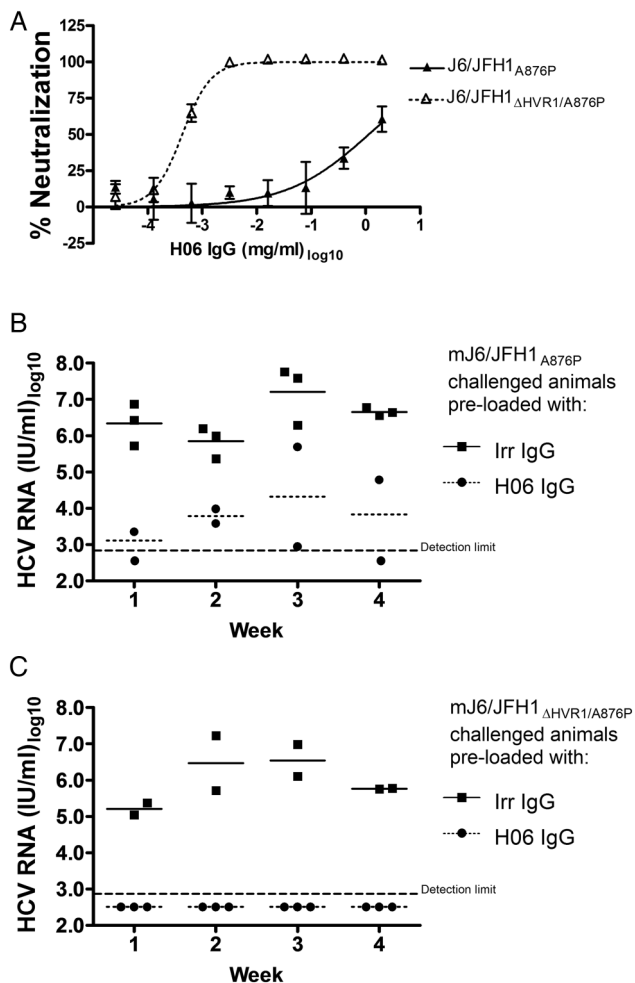 A
% Neutralization
125
100
75
50
25
0
-25
-4 -3 -2 -1 0 1
H06 IgG (mg/ml)log10
J6/JFH1A876P
J6/JFH1ΔHVR1/A876P
B
HCV RNA (IU/ml)log10
8.0
7.0
6.0
5.0
4.0
3.0
2.0
1 2 3 4
Week
Detection limit
mJ6/JFH1A876P
challenged animals
pre-loaded with:
Irr IgG
H06 IgG
C
HCV RNA (IU/ml)log10
8.0
7.0
6.0
5.0
4.0
3.0
2.0
1 2 3 4
Week
Detection limit
mJ6/JFH1ΔHVR1/A876P
challenged animals
pre-loaded with:
Irr IgG
H06 IgG